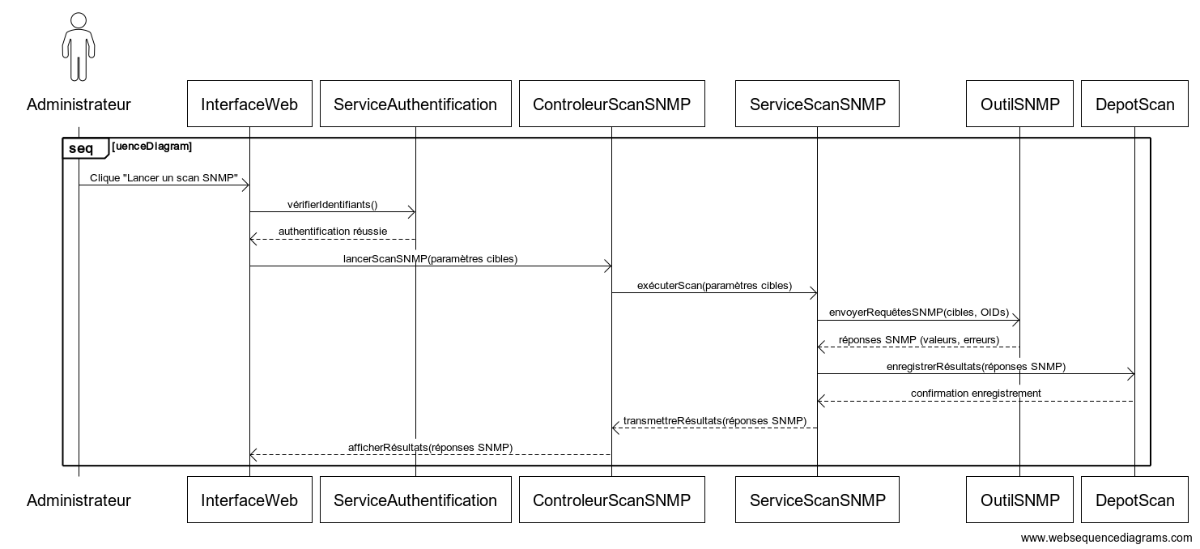 Administrateur InterfaceWeb ServiceAuthentification ControleurScanSNMP ServiceScanSNMP OutilSNMP DepotScan
seq [uenceDiagram]
Clique "Lancer un scan SNMP"
vérifierIdentifiants()
authentification réussie
lancerScanSNMP(paramètres cibles)
exécuterScan(paramètres cibles)
envoyerRequêtesSNMP(cibles, OIDs)
réponses SNMP (valeurs, erreurs)
enregistrerRésultats(réponses SNMP)
confirmation enregistrement
transmettreRésultats(réponses SNMP)
afficherRésultats(réponses SNMP)
Administrateur InterfaceWeb ServiceAuthentification ControleurScanSNMP ServiceScanSNMP OutilSNMP DepotScan
www.websequencediagrams.com